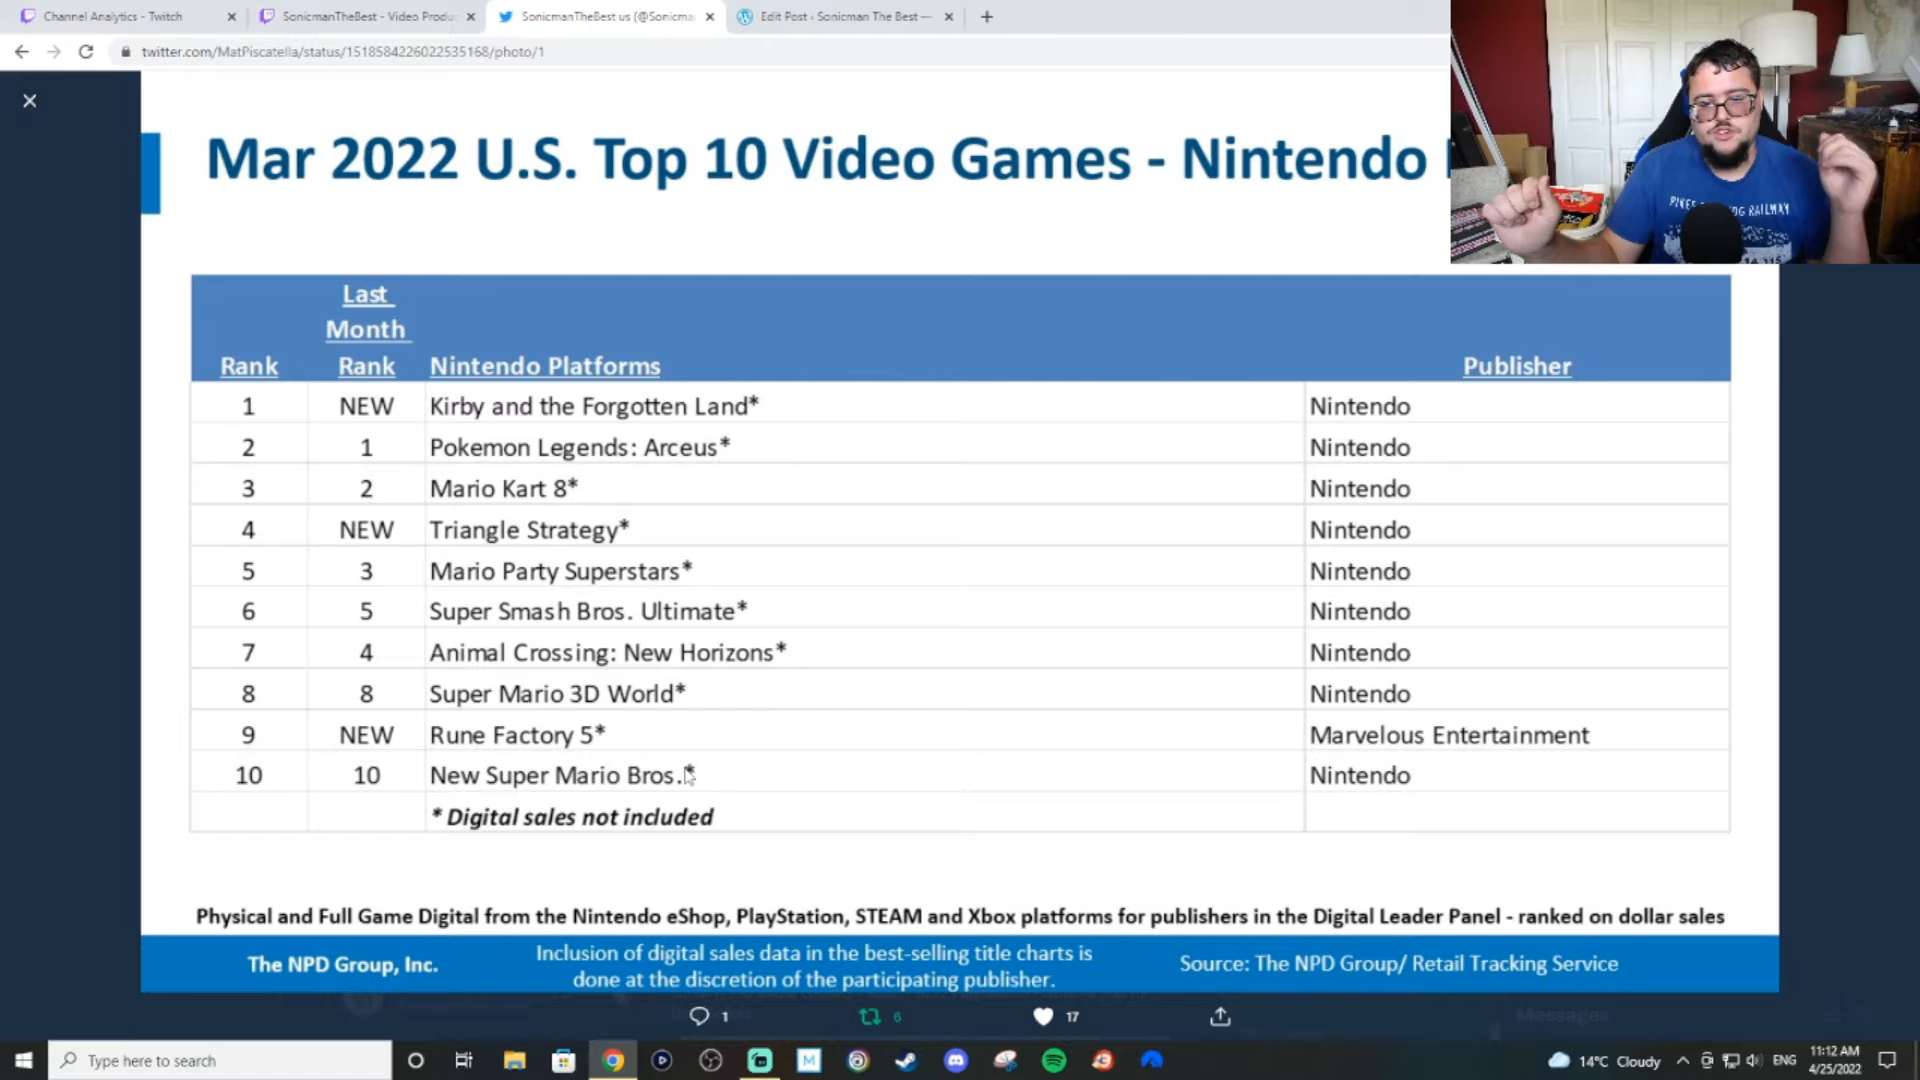 Channel Analytics - Twitch
SonicmanTheBest - Video Produc
SonicmanTheBest us (@Sonicma
Edit Post ‹ Sonicman The Best —
twitter.com/MatPiscatella/status/1518584226022535168/photo/1
Mar 2022 U.S. Top 10 Video Games - Nintendo
Rank Last Month Rank Nintendo Platforms Publisher
1 NEW Kirby and the Forgotten Land* Nintendo
2 1 Pokemon Legends: Arceus* Nintendo
3 2 Mario Kart 8* Nintendo
4 NEW Triangle Strategy* Nintendo
5 3 Mario Party Superstars* Nintendo
6 5 Super Smash Bros. Ultimate* Nintendo
7 4 Animal Crossing: New Horizons* Nintendo
8 8 Super Mario 3D World* Nintendo
9 NEW Rune Factory 5* Marvelous Entertainment
10 10 New Super Mario Bros.* Nintendo
* Digital sales not included
Physical and Full Game Digital from the Nintendo eShop, PlayStation, STEAM and Xbox platforms for publishers in the Digital Leader Panel - ranked on dollar sales
The NPD Group, Inc.
Inclusion of digital sales data in the best-selling title charts is
done at the discretion of the participating publisher.
Source: The NPD Group/ Retail Tracking Service
1 6 17
Messages
Type here to search
14°C Cloudy
ENG
11:12 AM
4/25/2022